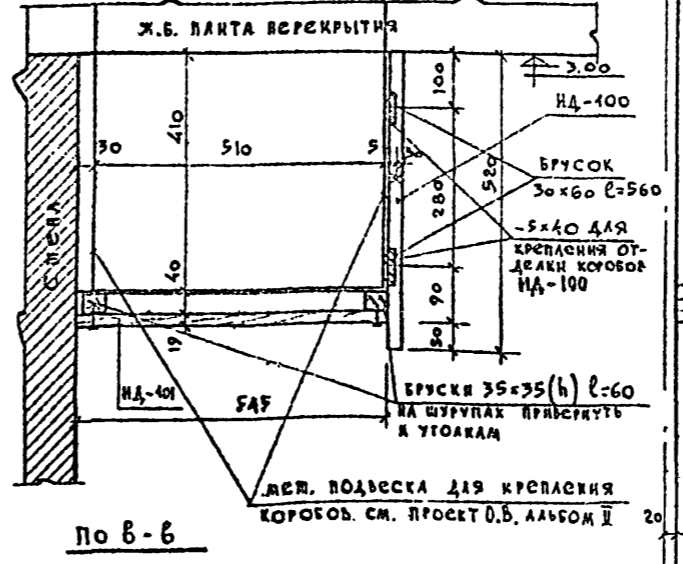 Ж.Б. ПЛИТА ПЕРЕКРЫТИЯ
3.00
100
НД-100
410
30
510
5
520
БРУСОК
30×60 ℓ=560
280
СТЕНА
-5×40 ДЛЯ
КРЕПЛЕНИЯ ОТ-
ДЕЛКИ КОРОБОВ
НД-100
40
90
19
30
НД-101
545
БРУСКИ 35×35(h) ℓ=60
НА ШУРУПАХ ПРИВЕРНУТЬ
К УГОЛКАМ
МЕТ. ПОДВЕСКА ДЛЯ КРЕПЛЕНИЯ
КОРОБОВ. СМ. ПРОЕКТ О.В. АЛЬБОМ II
20
ПО В-В